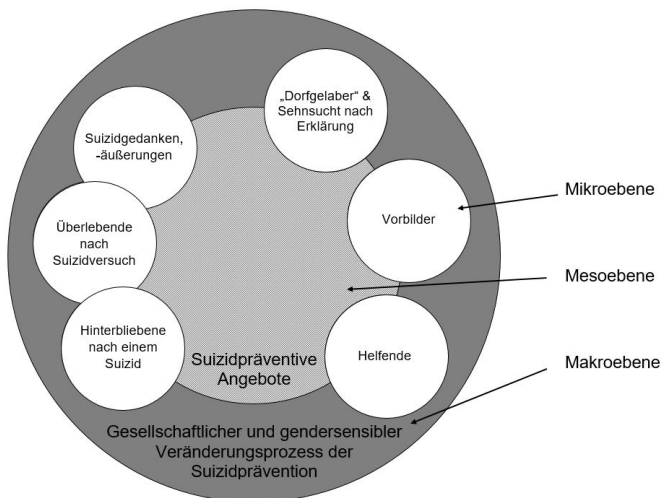 „Dorfgelaber“ &
Sehnsucht nach
Erklärung
Suizidgedanken,
-äußerungen
Vorbilder
Mikroebene
Überlebende
nach
Suizidversuch
Mesoebene
Hinterbliebene
nach einem
Suizid
Suizidpräventive
Angebote
Helfende
Makroebene
Gesellschaftlicher und gendersensibler
Veränderungsprozess der
Suizidprävention